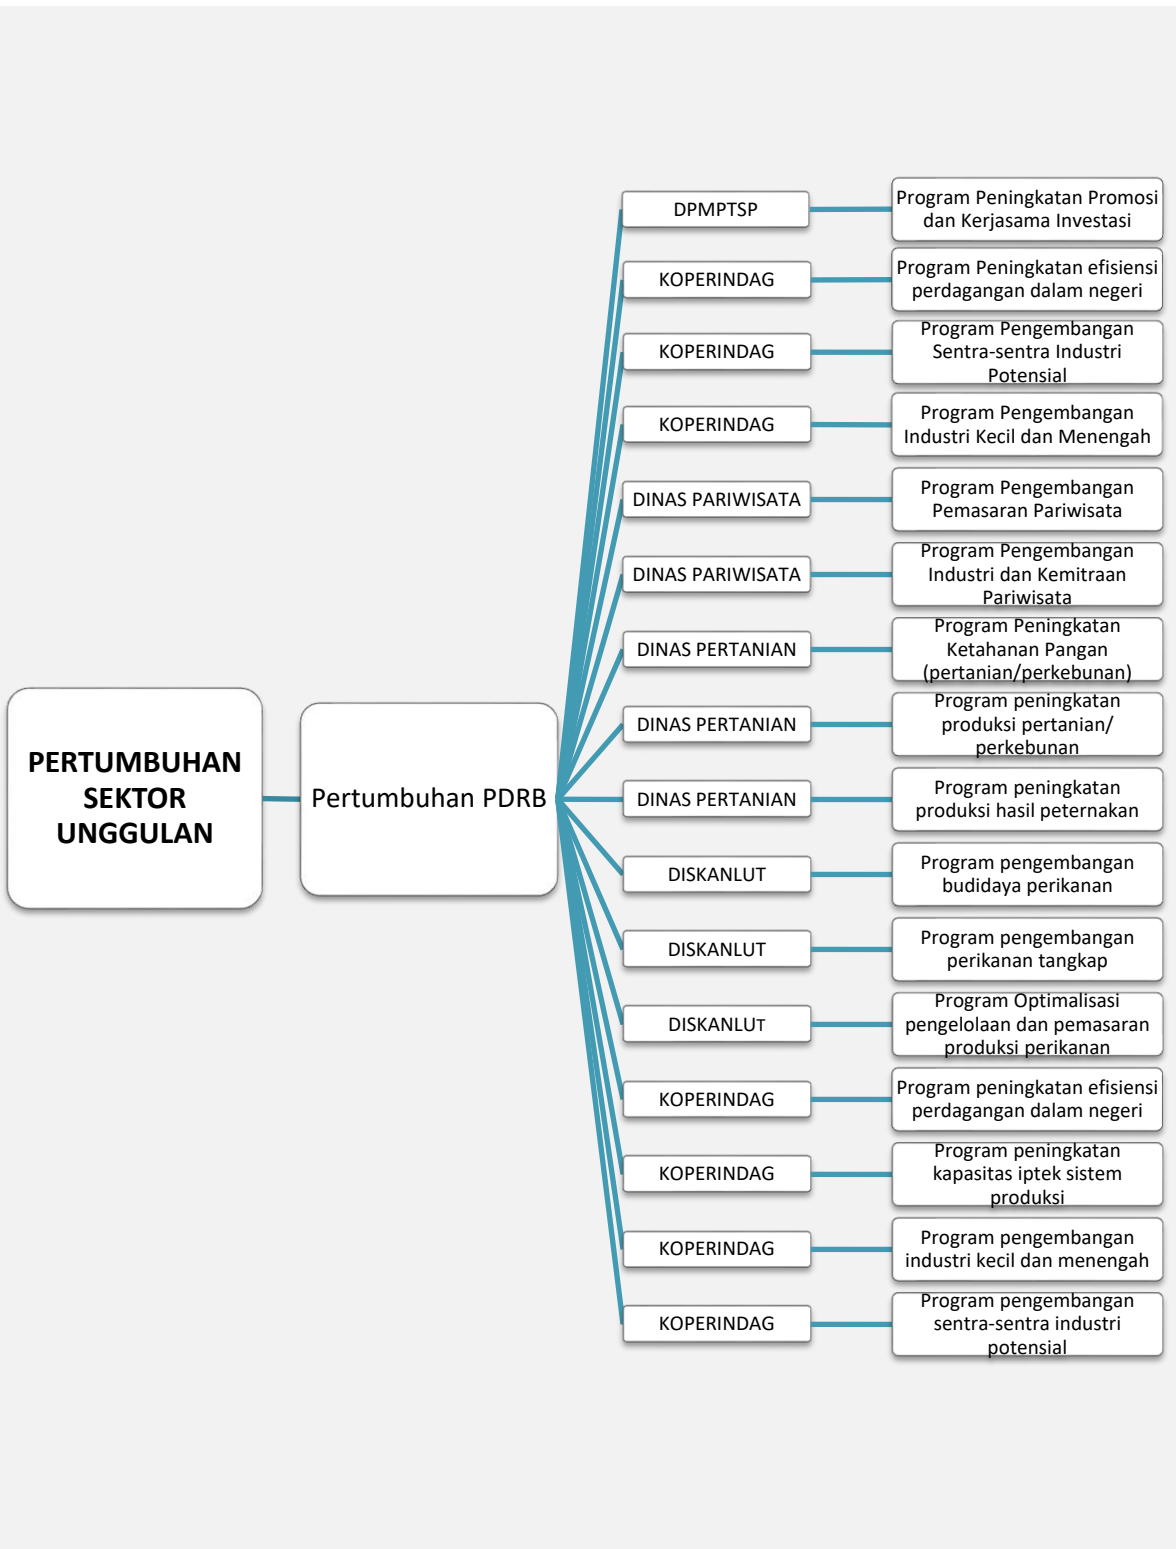 PERTUMBUHAN
SEKTOR
UNGGULAN
Pertumbuhan PDRB
DPMPTSP
Program Peningkatan Promosi
dan Kerjasama Investasi
KOPERINDAG
Program Peningkatan efisiensi
perdagangan dalam negeri
KOPERINDAG
Program Pengembangan
Sentra-sentra Industri
Potensial
KOPERINDAG
Program Pengembangan
Industri Kecil dan Menengah
DINAS PARIWISATA
Program Pengembangan
Pemasaran Pariwisata
DINAS PARIWISATA
Program Pengembangan
Industri dan Kemitraan
Pariwisata
DINAS PERTANIAN
Program Peningkatan
Ketahanan Pangan
(pertanian/perkebunan)
DINAS PERTANIAN
Program peningkatan
produksi pertanian/
perkebunan
DINAS PERTANIAN
Program peningkatan
produksi hasil peternakan
DISKANLUT
Program pengembangan
budidaya perikanan
DISKANLUT
Program pengembangan
perikanan tangkap
DISKANLUT
Program Optimalisasi
pengelolaan dan pemasaran
produksi perikanan
KOPERINDAG
Program peningkatan efisiensi
perdagangan dalam negeri
KOPERINDAG
Program peningkatan
kapasitas iptek sistem
produksi
KOPERINDAG
Program pengembangan
industri kecil dan menengah
KOPERINDAG
Program pengembangan
sentra-sentra industri
potensial